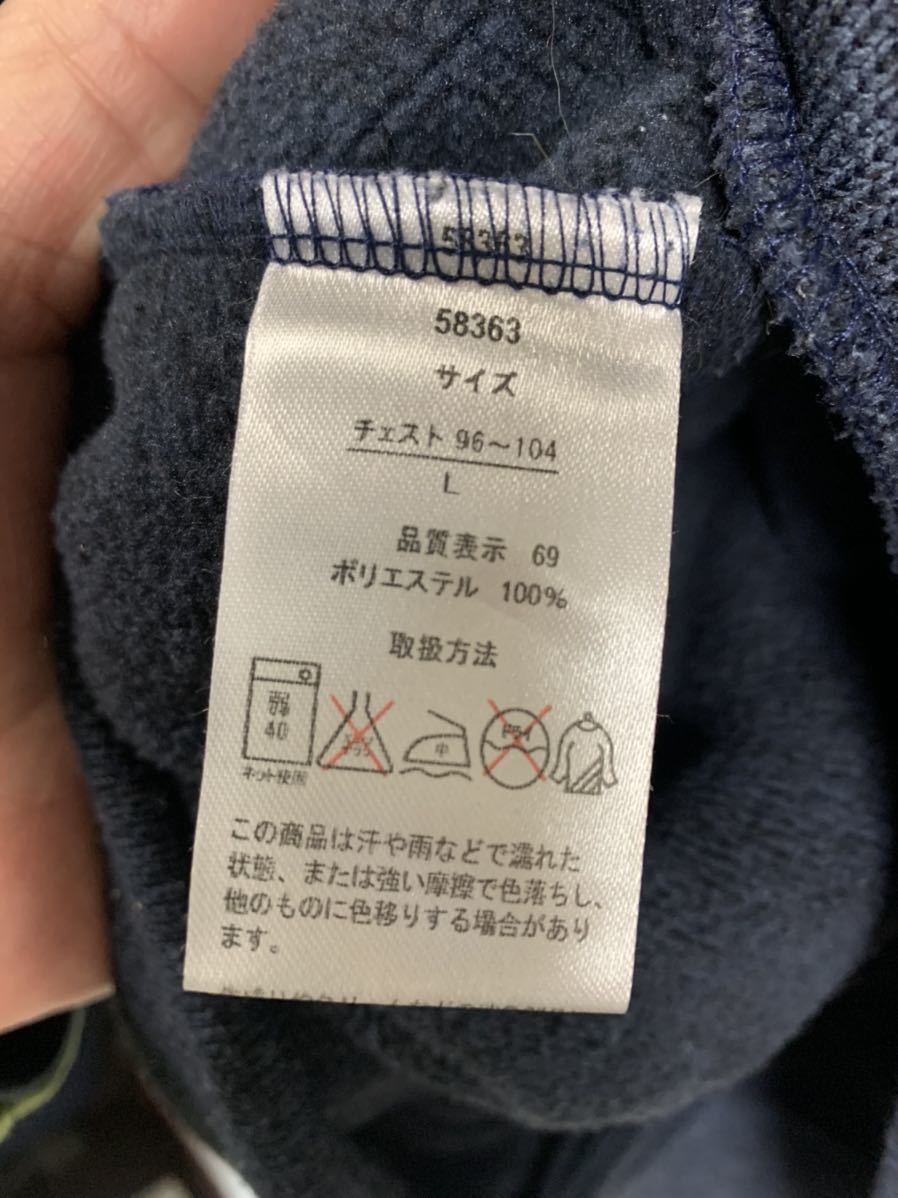 58363
58363
サイズ
チェスト 96～104
L
品質表示 69
ポリエステル 100%
取扱方法
弱
40
中
ドライ
ネット使用
この商品は汗や雨などで濡れた
状態、または強い摩擦で色落ちし、
他のものに色移りする場合があり
ます。